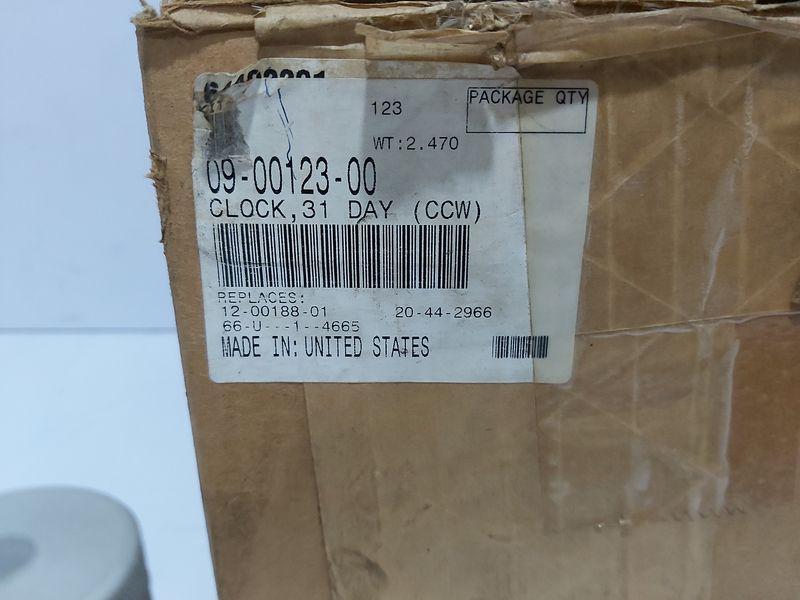 123
PACKAGE QTY
WT:2.470
09-00123-00
CLOCK,31 DAY (CCW)
REPLACES:
12-00188-01 20-44-2966
66-U---1--4665
MADE IN: UNITED STATES